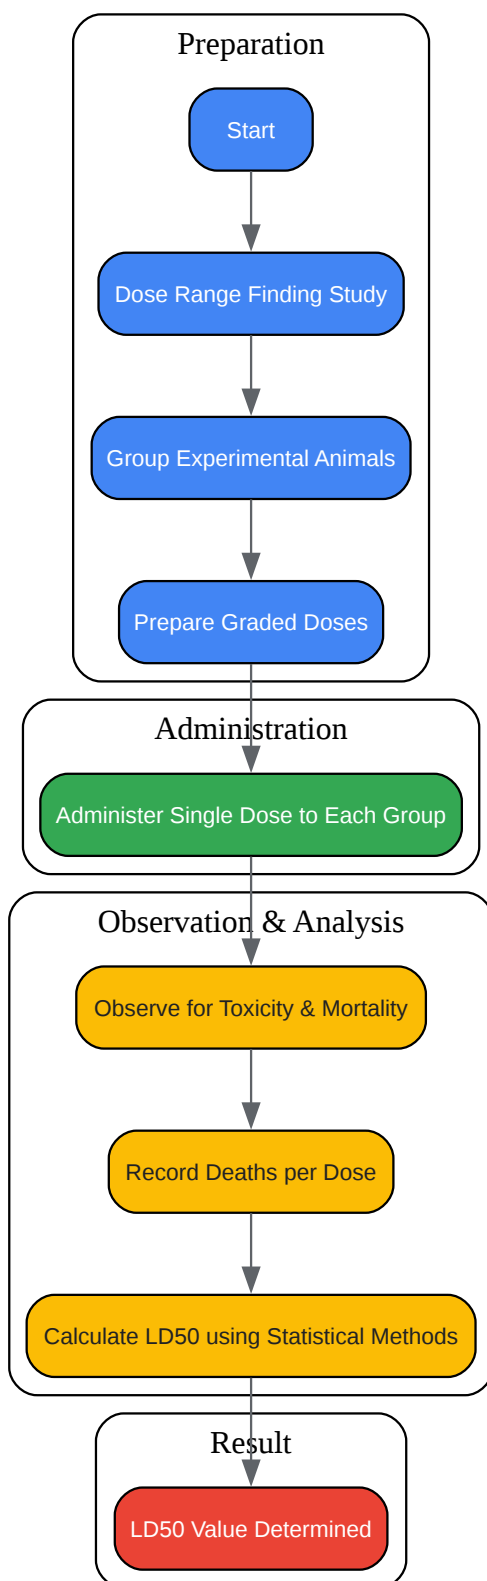 Preparation
Start
Dose Range Finding Study
Group Experimental Animals
Prepare Graded Doses
Administration
Administer Single Dose to Each Group
Observation & Analysis
Observe for Toxicity & Mortality
Record Deaths per Dose
Calculate LD50 using Statistical Methods
Result
LD50 Value Determined